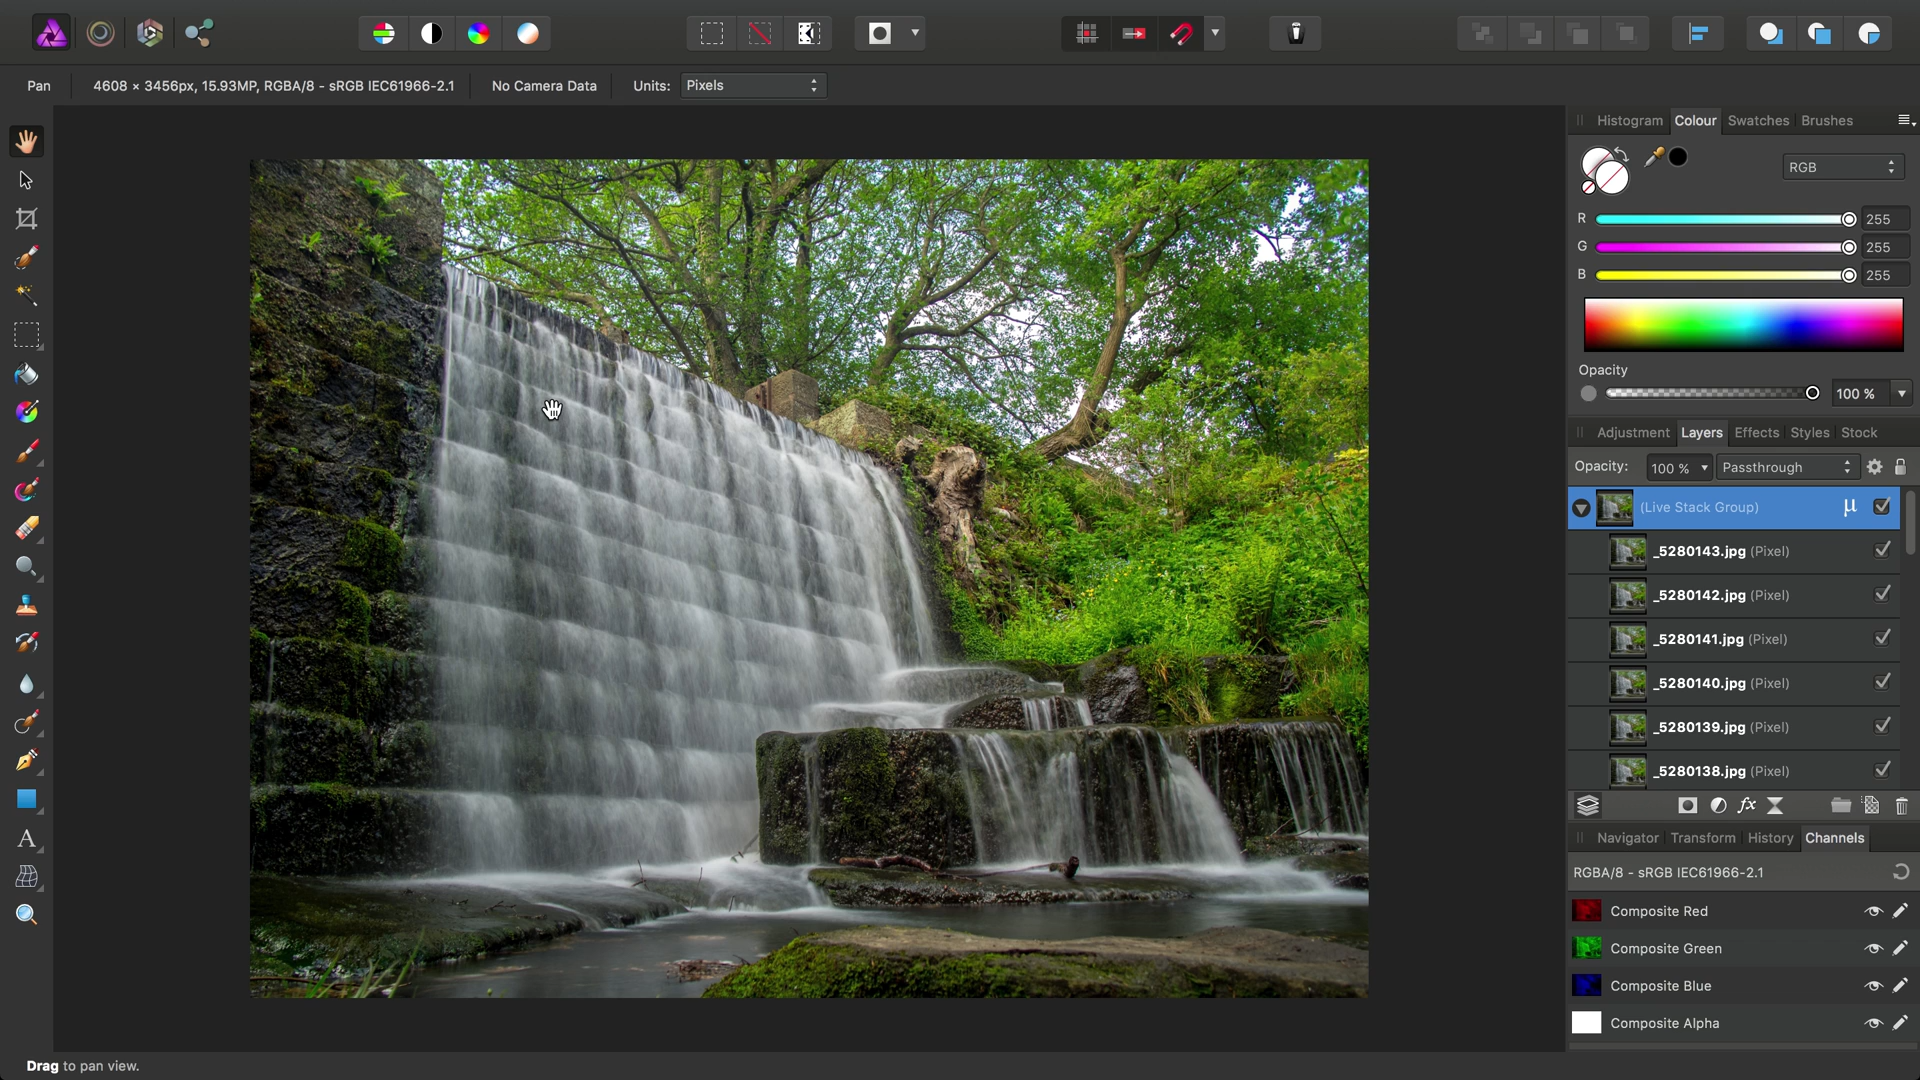 Pan
4608 × 3456px, 15.93MP, RGBA/8 - sRGB IEC61966-2.1
No Camera Data
Units:
Pixels
Histogram
Colour
Swatches
Brushes
RGB
R
255
G
255
B
255
Opacity
100 %
Adjustment
Layers
Effects
Styles
Stock
Opacity:
100 %
Passthrough
(Live Stack Group)
µ
_5280143.jpg (Pixel)
_5280142.jpg (Pixel)
_5280141.jpg (Pixel)
_5280140.jpg (Pixel)
_5280139.jpg (Pixel)
_5280138.jpg (Pixel)
fx
A
Navigator
Transform
History
Channels
RGBA/8 - sRGB IEC61966-2.1
Composite Red
Composite Green
Composite Blue
Composite Alpha
Drag to pan view.